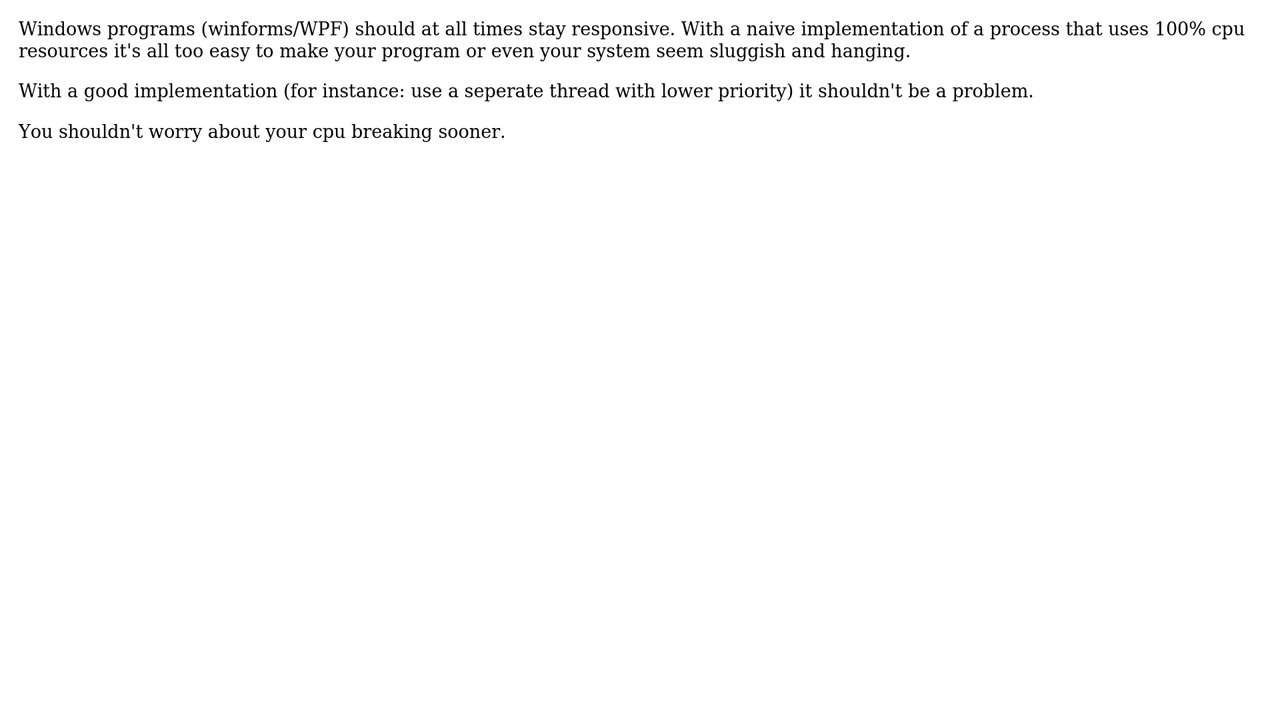 Windows programs (winforms/WPF) should at all times stay responsive. With a naive implementation of a process that uses 100% cpu
resources it's all too easy to make your program or even your system seem sluggish and hanging.
With a good implementation (for instance: use a seperate thread with lower priority) it shouldn't be a problem.
You shouldn't worry about your cpu breaking sooner.